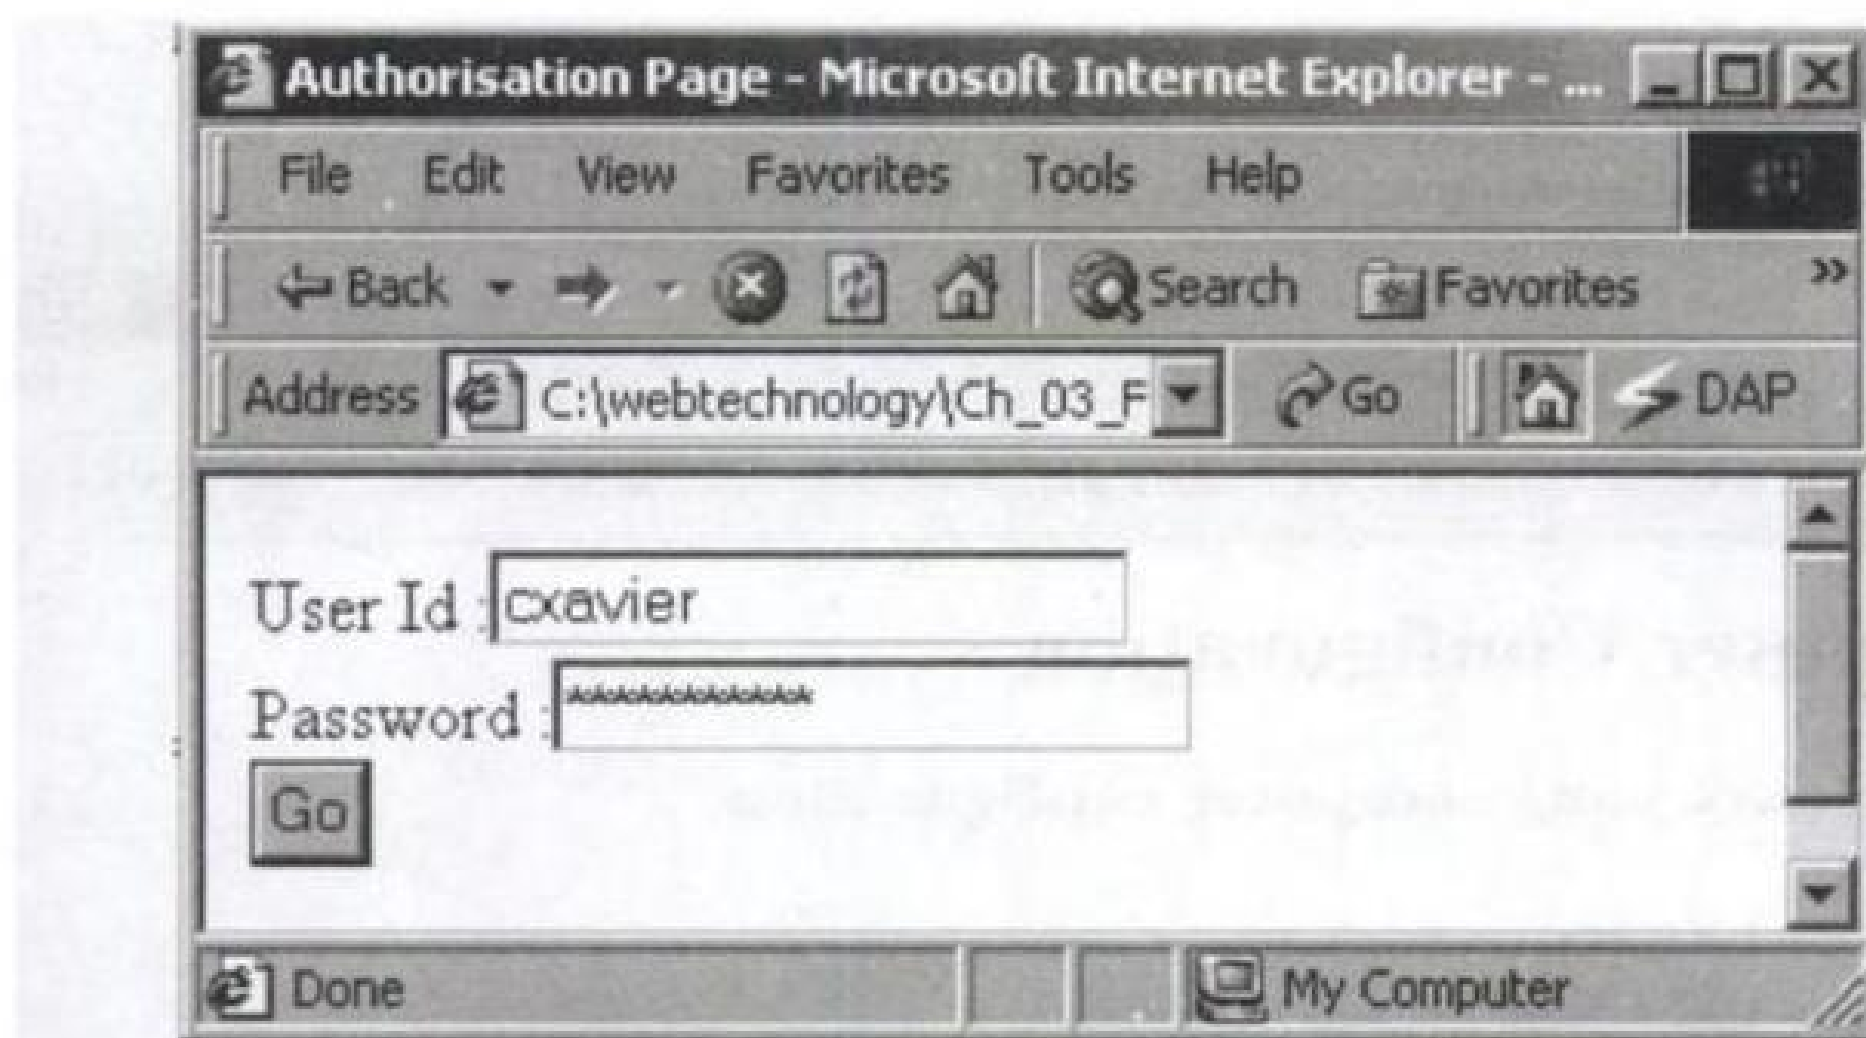 Authorisation Page - Microsoft Internet Explorer - ...
File Edit View Favorites Tools Help
Back Search Favorites »
Address C:\webtechnology\Ch_03_F Go DAP
User Id : cxavier
Password : ***********
Go
Done My Computer